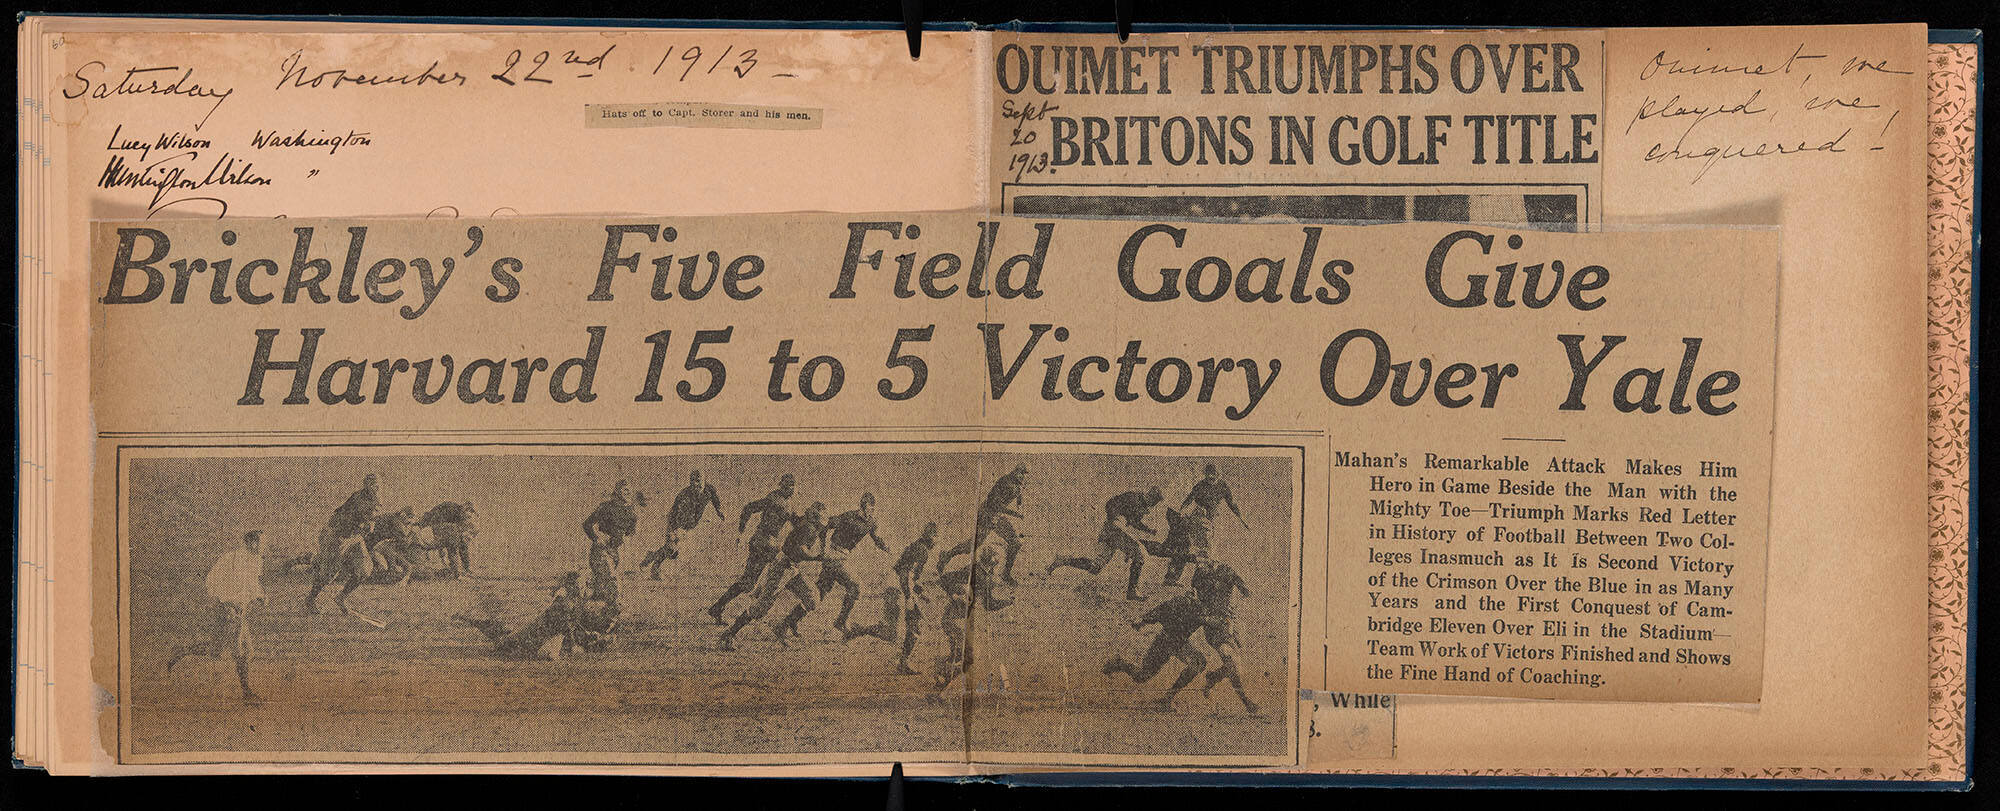 60
Saturday November 22nd. 1913 —
Hats off to Capt. Storer and his men.
Lucy Wilson Washington
Huntington Wilson "
OUIMET TRIUMPHS OVER
BRITONS IN GOLF TITLE
Sept
20
1913.
Ouimet, we
played, we
conquered — !
Brickley's Five Field Goals Give
Harvard 15 to 5 Victory Over Yale
Mahan's Remarkable Attack Makes Him
Hero in Game Beside the Man with the
Mighty Toe—Triumph Marks Red Letter
in History of Football Between Two Col-
leges Inasmuch as It Is Second Victory
of the Crimson Over the Blue in as Many
Years and the First Conquest of Cam-
bridge Eleven Over Eli in the Stadium—
Team Work of Victors Finished and Shows
the Fine Hand of Coaching.
, While
3.